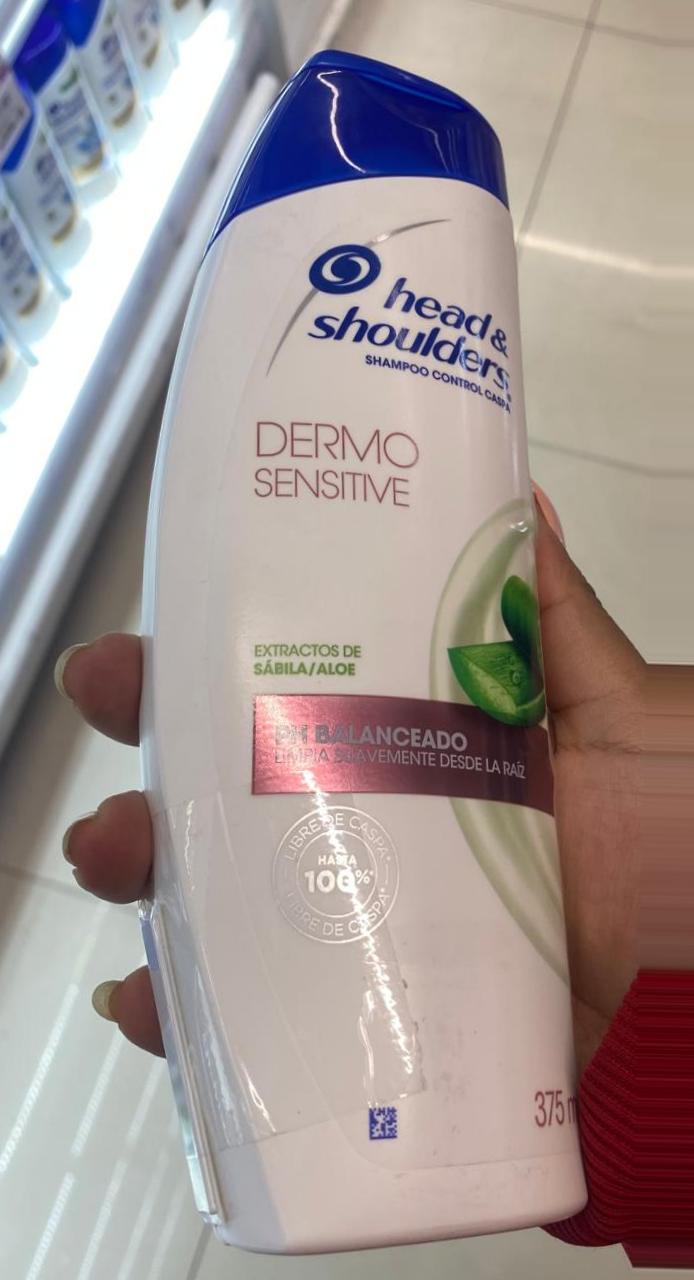 head &
shoulders
SHAMPOO CONTROL CASPA
DERMO
SENSITIVE
EXTRACTOS DE
SÁBILA/ALOE
PH BALANCEADO
LIMPIA SUAVEMENTE DESDE LA RAÍZ
LIBRE DE CASPA*
HASTA
100%*
LIBRE DE CASPA*
375 m